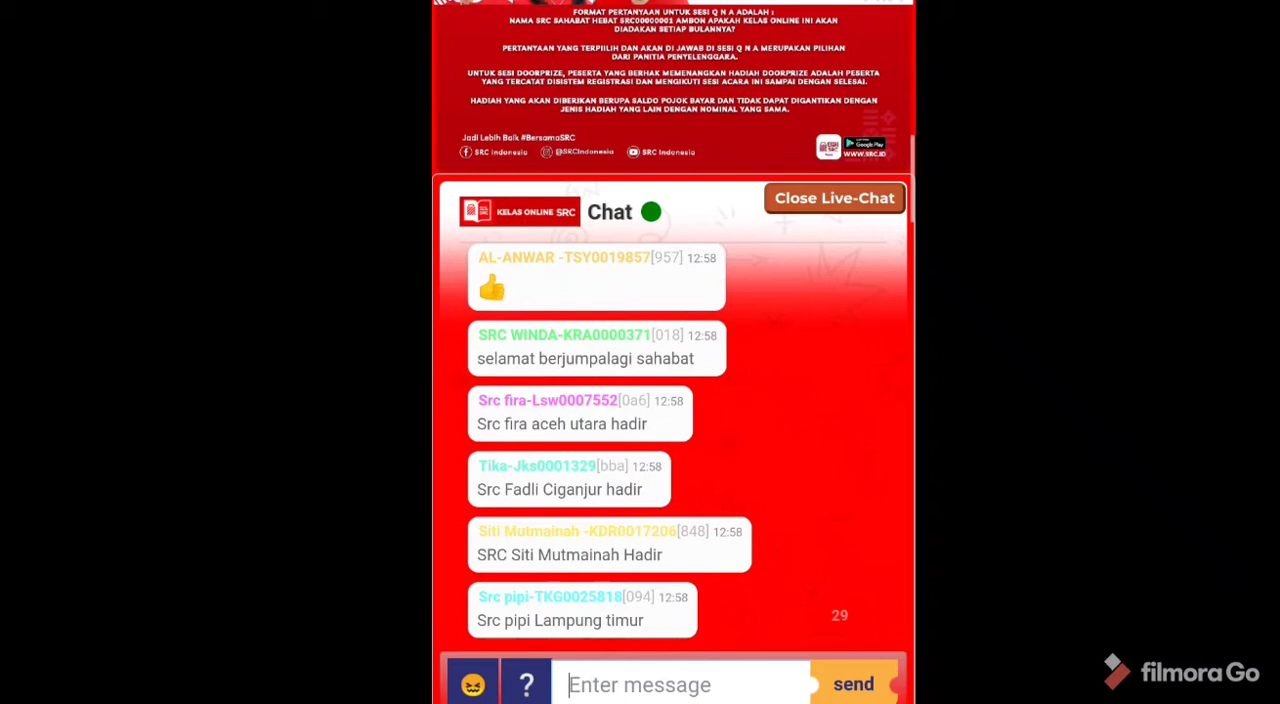 FORMAT PERTANYAAN UNTUK SESI Q N A ADALAH :
NAMA SRC SAHABAT HEBAT SRC00000001 AMBON APAKAH KELAS ONLINE INI AKAN
DIADAKAN SETIAP BULANNYA?
PERTANYAAN YANG TERPIILIH DAN AKAN DI JAWAB DI SESI Q N A MERUPAKAN PILIHAN
DARI PANITIA PENYELENGGARA.
UNTUK SESI DOORPRIZE, PESERTA YANG BERHAK MEMENANGKAN HADIAH DOORPRIZE ADALAH PESERTA
YANG TERCATAT DISISTEM REGISTRASI DAN MENGIKUTI SESI ACARA INI SAMPAI DENGAN SELESAI.
HADIAH YANG AKAN DIBERIKAN BERUPA SALDO POJOK BAYAR DAN TIDAK DAPAT DIGANTIKAN DENGAN
JENIS HADIAH YANG LAIN DENGAN NOMINAL YANG SAMA.
Jadi Lebih Baik #BersamaSRC
SRC Indonesia @SRCIndonesia SRC Indonesia
Google Play
WWW.SRC.ID
KELAS ONLINE SRC Chat
Close Live-Chat
AL-ANWAR -TSY0019857[957] 12:58
👍
SRC WINDA-KRA0000371[018] 12:58
selamat berjumpalagi sahabat
Src fira-Lsw0007552[0a6] 12:58
Src fira aceh utara hadir
Tika-Jks0001329[bba] 12:58
Src Fadli Ciganjur hadir
Siti Mutmainah -KDR0017206[848] 12:58
SRC Siti Mutmainah Hadir
Src pipi-TKG0025818[094] 12:58
Src pipi Lampung timur
29
? Enter message send
filmora Go